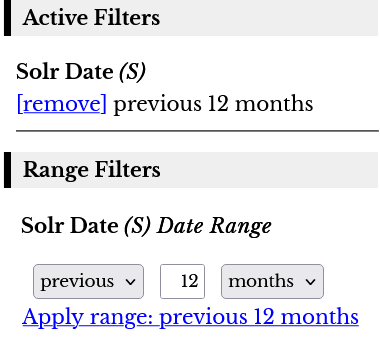 Active Filters
Solr Date (S)
[remove] previous 12 months
Range Filters
Solr Date (S) Date Range
previous 12 months
Apply range: previous 12 months